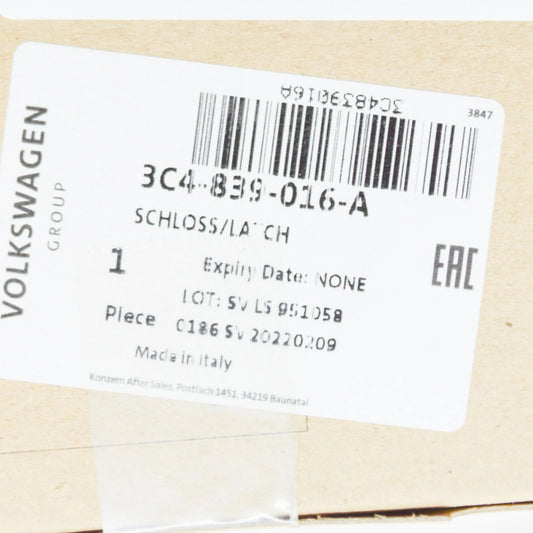 3C4839016A
3847
3C4-839-016-A
SCHLOSS/LATCH
1
Expiry Date: NONE
LOT: SV LS 951058
Piece 0186 SV 20220209
Made in Italy
Konzern After Sales, Postfach 1451, 34219 Baunatal
VOLKSWAGEN
GROUP
EAC